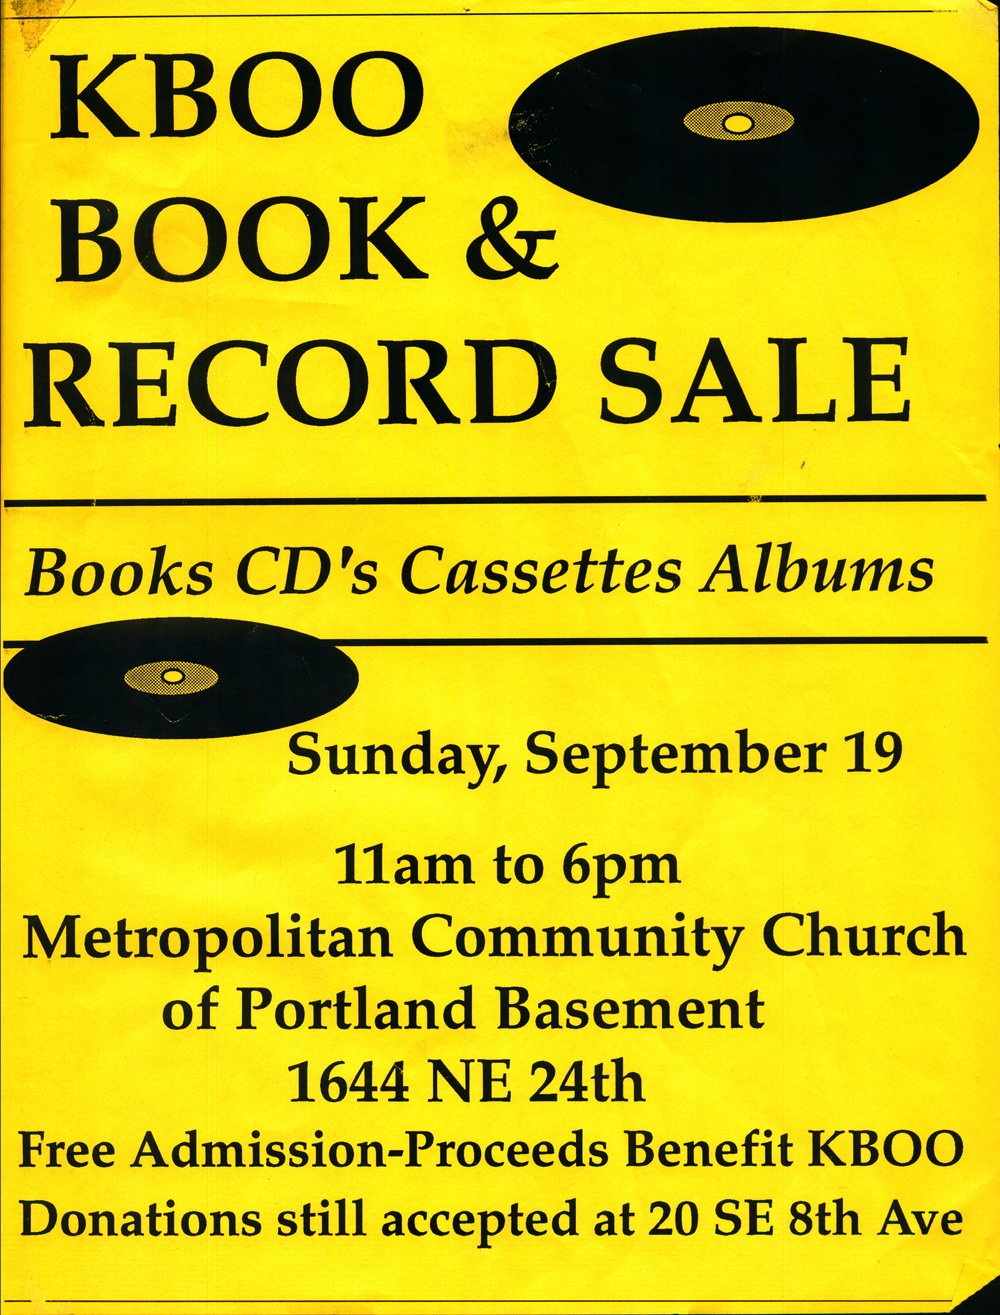 KBOO
BOOK &
RECORD SALE
Books CD's Cassettes Albums
Sunday, September 19
11am to 6pm
Metropolitan Community Church
of Portland Basement
1644 NE 24th
Free Admission-Proceeds Benefit KBOO
Donations still accepted at 20 SE 8th Ave